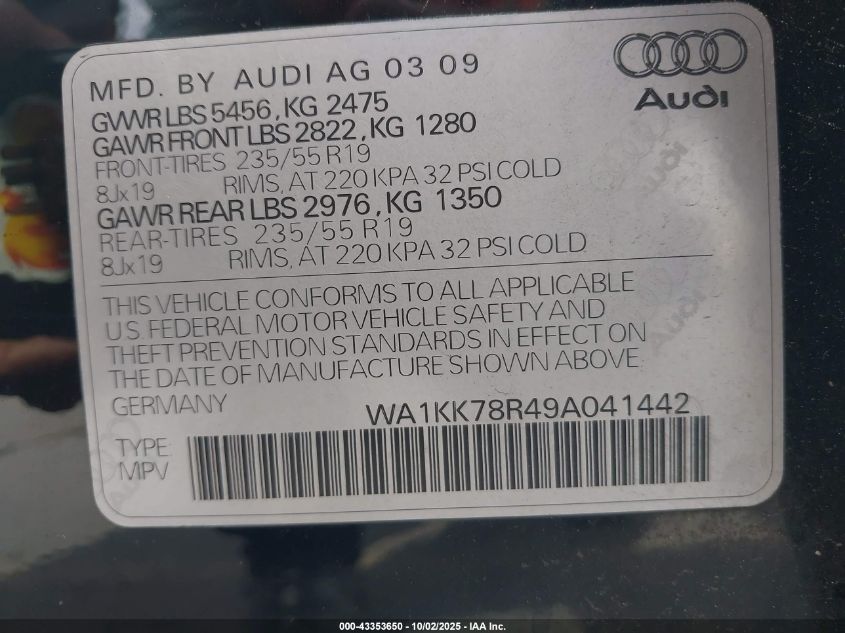 MFD. BY AUDI AG 03 09
GVWR LBS 5456, KG 2475
GAWR FRONT LBS 2822, KG 1280
FRONT-TIRES 235/55 R19
8Jx19 RIMS, AT 220 KPA 32 PSI COLD
GAWR REAR LBS 2976, KG 1350
REAR-TIRES 235/55 R19
8Jx19 RIMS, AT 220 KPA 32 PSI COLD
Audi
Audi
Audi
THIS VEHICLE CONFORMS TO ALL APPLICABLE
U.S. FEDERAL MOTOR VEHICLE SAFETY AND
THEFT PREVENTION STANDARDS IN EFFECT ON
THE DATE OF MANUFACTURE SHOWN ABOVE.
GERMANY WA1KK78R49A041442
TYPE:
MPV
000-43353650 - 10/02/2025 - IAA Inc.